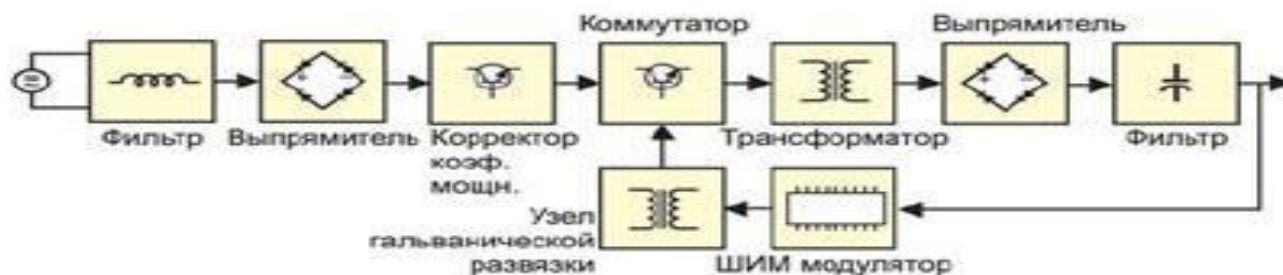 Коммутатор
Выпрямитель
Фильтр
Выпрямитель
Корректор
коэф.
мощн.
Трансформатор
Фильтр
Узел
гальванической
развязки
ШИМ модулятор